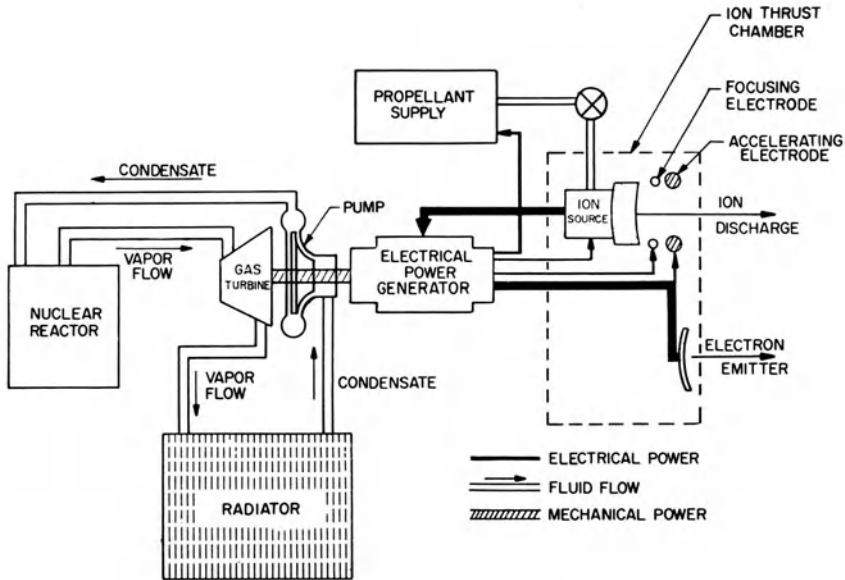 ION THRUST
CHAMBER
FOCUSING
ELECTRODE
ACCELERATING
ELECTRODE
PROPELLANT
SUPPLY
CONDENSATE
PUMP
ION
SOURCE
ION
DISCHARGE
VAPOR
FLOW
GAS
TURBINE
ELECTRICAL
POWER
GENERATOR
NUCLEAR
REACTOR
VAPOR
FLOW
CONDENSATE
ELECTRON
EMITTER
RADIATOR
ELECTRICAL POWER
FLUID FLOW
MECHANICAL POWER